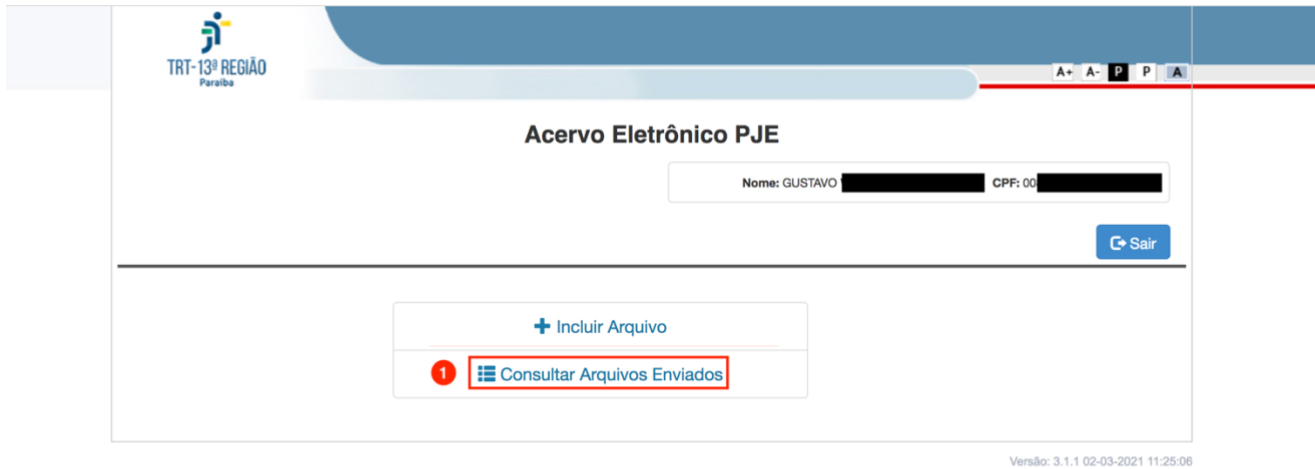 TRT-13ª REGIÃO
Paraíba
A+ A- P P A
Acervo Eletrônico PJE
Nome: GUSTAVO CPF: 00
Sair
Incluir Arquivo
1 Consultar Arquivos Enviados
Versão: 3.1.1 02-03-2021 11:25:06